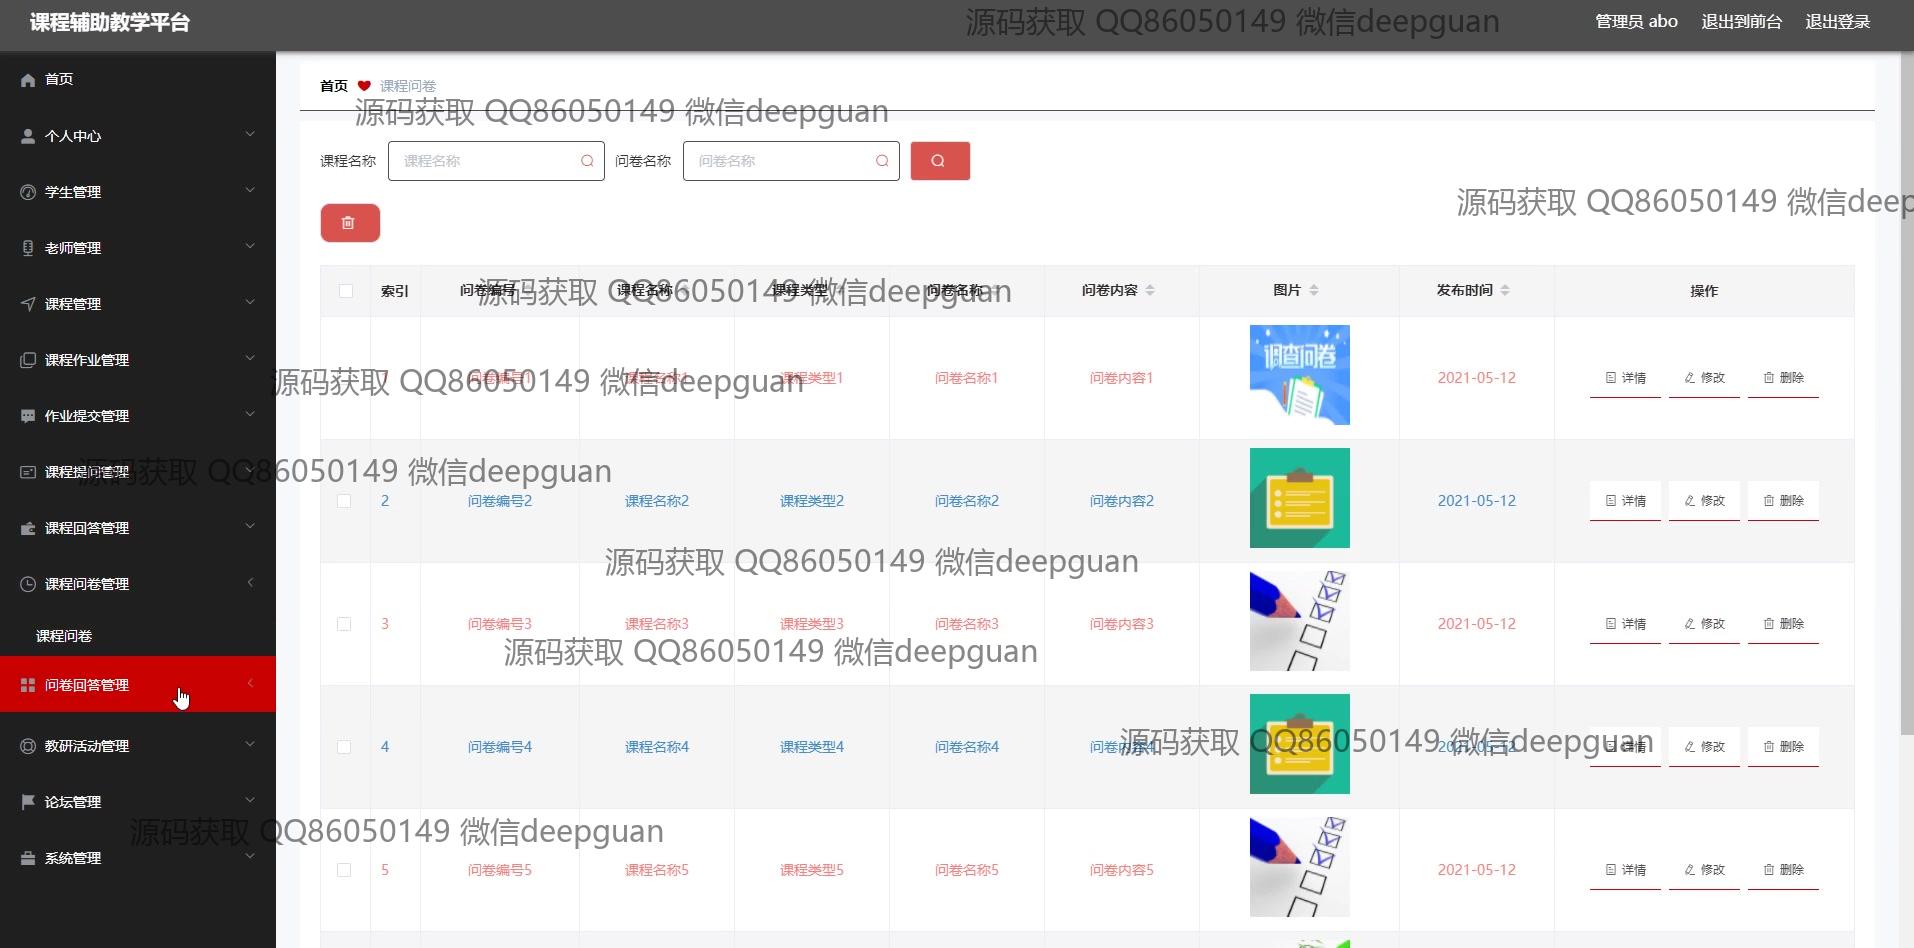 课程辅助教学平台
源码获取 QQ86050149 微信deepguan
管理员 abo 退出到前台 退出登录
首页
个人中心
学生管理
老师管理
课程管理
课程作业管理
作业提交管理
课程提问管理
课程回答管理
课程问卷管理
课程问卷
问卷回答管理
教研活动管理
论坛管理
系统管理
首页 课程问卷
源码获取 QQ86050149 微信deepguan
课程名称 课程名称 问卷名称 问卷名称
源码获取 QQ86050149 微信deep
索引 问卷编号 课程名称 课程类型 问卷名称 问卷内容 图片 发布时间 操作
源码获取 QQ86050149 微信deepguan
调查问卷
1 问卷编号1 课程名称1 课程类型1 问卷名称1 问卷内容1 2021-05-12 详情 修改 删除
源码获取 QQ86050149 微信deepguan
源码获取 QQ86050149 微信deepguan
2 问卷编号2 课程名称2 课程类型2 问卷名称2 问卷内容2 2021-05-12 详情 修改 删除
源码获取 QQ86050149 微信deepguan
3 问卷编号3 课程名称3 课程类型3 问卷名称3 问卷内容3 2021-05-12 详情 修改 删除
源码获取 QQ86050149 微信deepguan
4 问卷编号4 课程名称4 课程类型4 问卷名称4 问卷内容4 2021-05-12 详情 修改 删除
源码获取 QQ86050149 微信deepguan
源码获取 QQ86050149 微信deepguan
5 问卷编号5 课程名称5 课程类型5 问卷名称5 问卷内容5 2021-05-12 详情 修改 删除